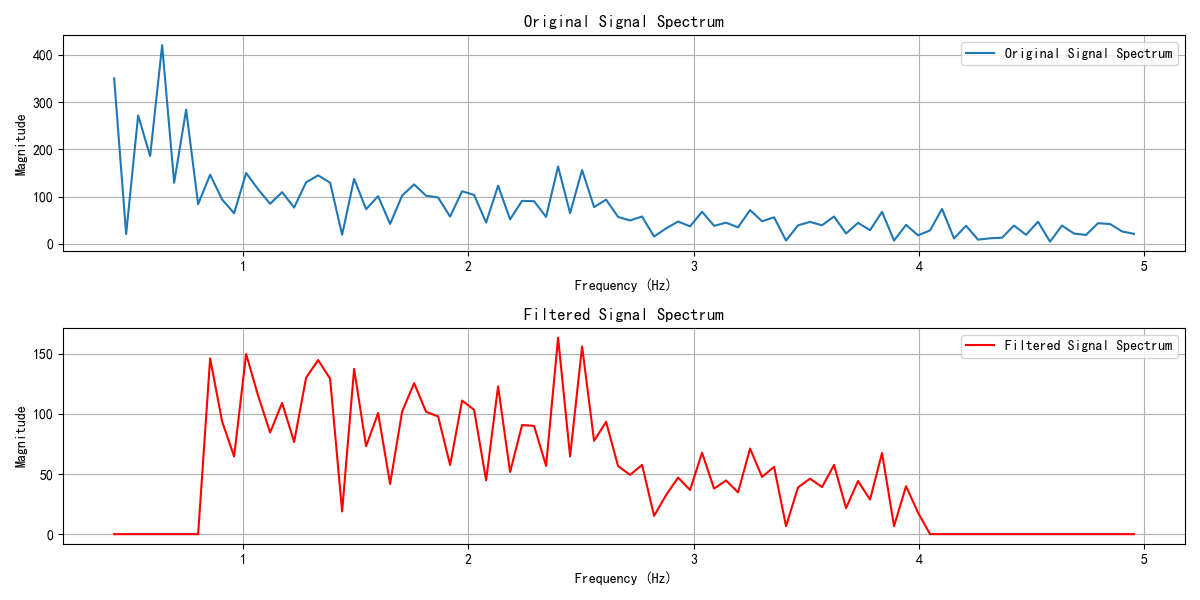 Original Signal Spectrum
Original Signal Spectrum
400
300
200
100
0
Magnitude
1
2
3
4
5
Frequency (Hz)
Filtered Signal Spectrum
Filtered Signal Spectrum
150
100
50
0
Magnitude
1
2
3
4
5
Frequency (Hz)